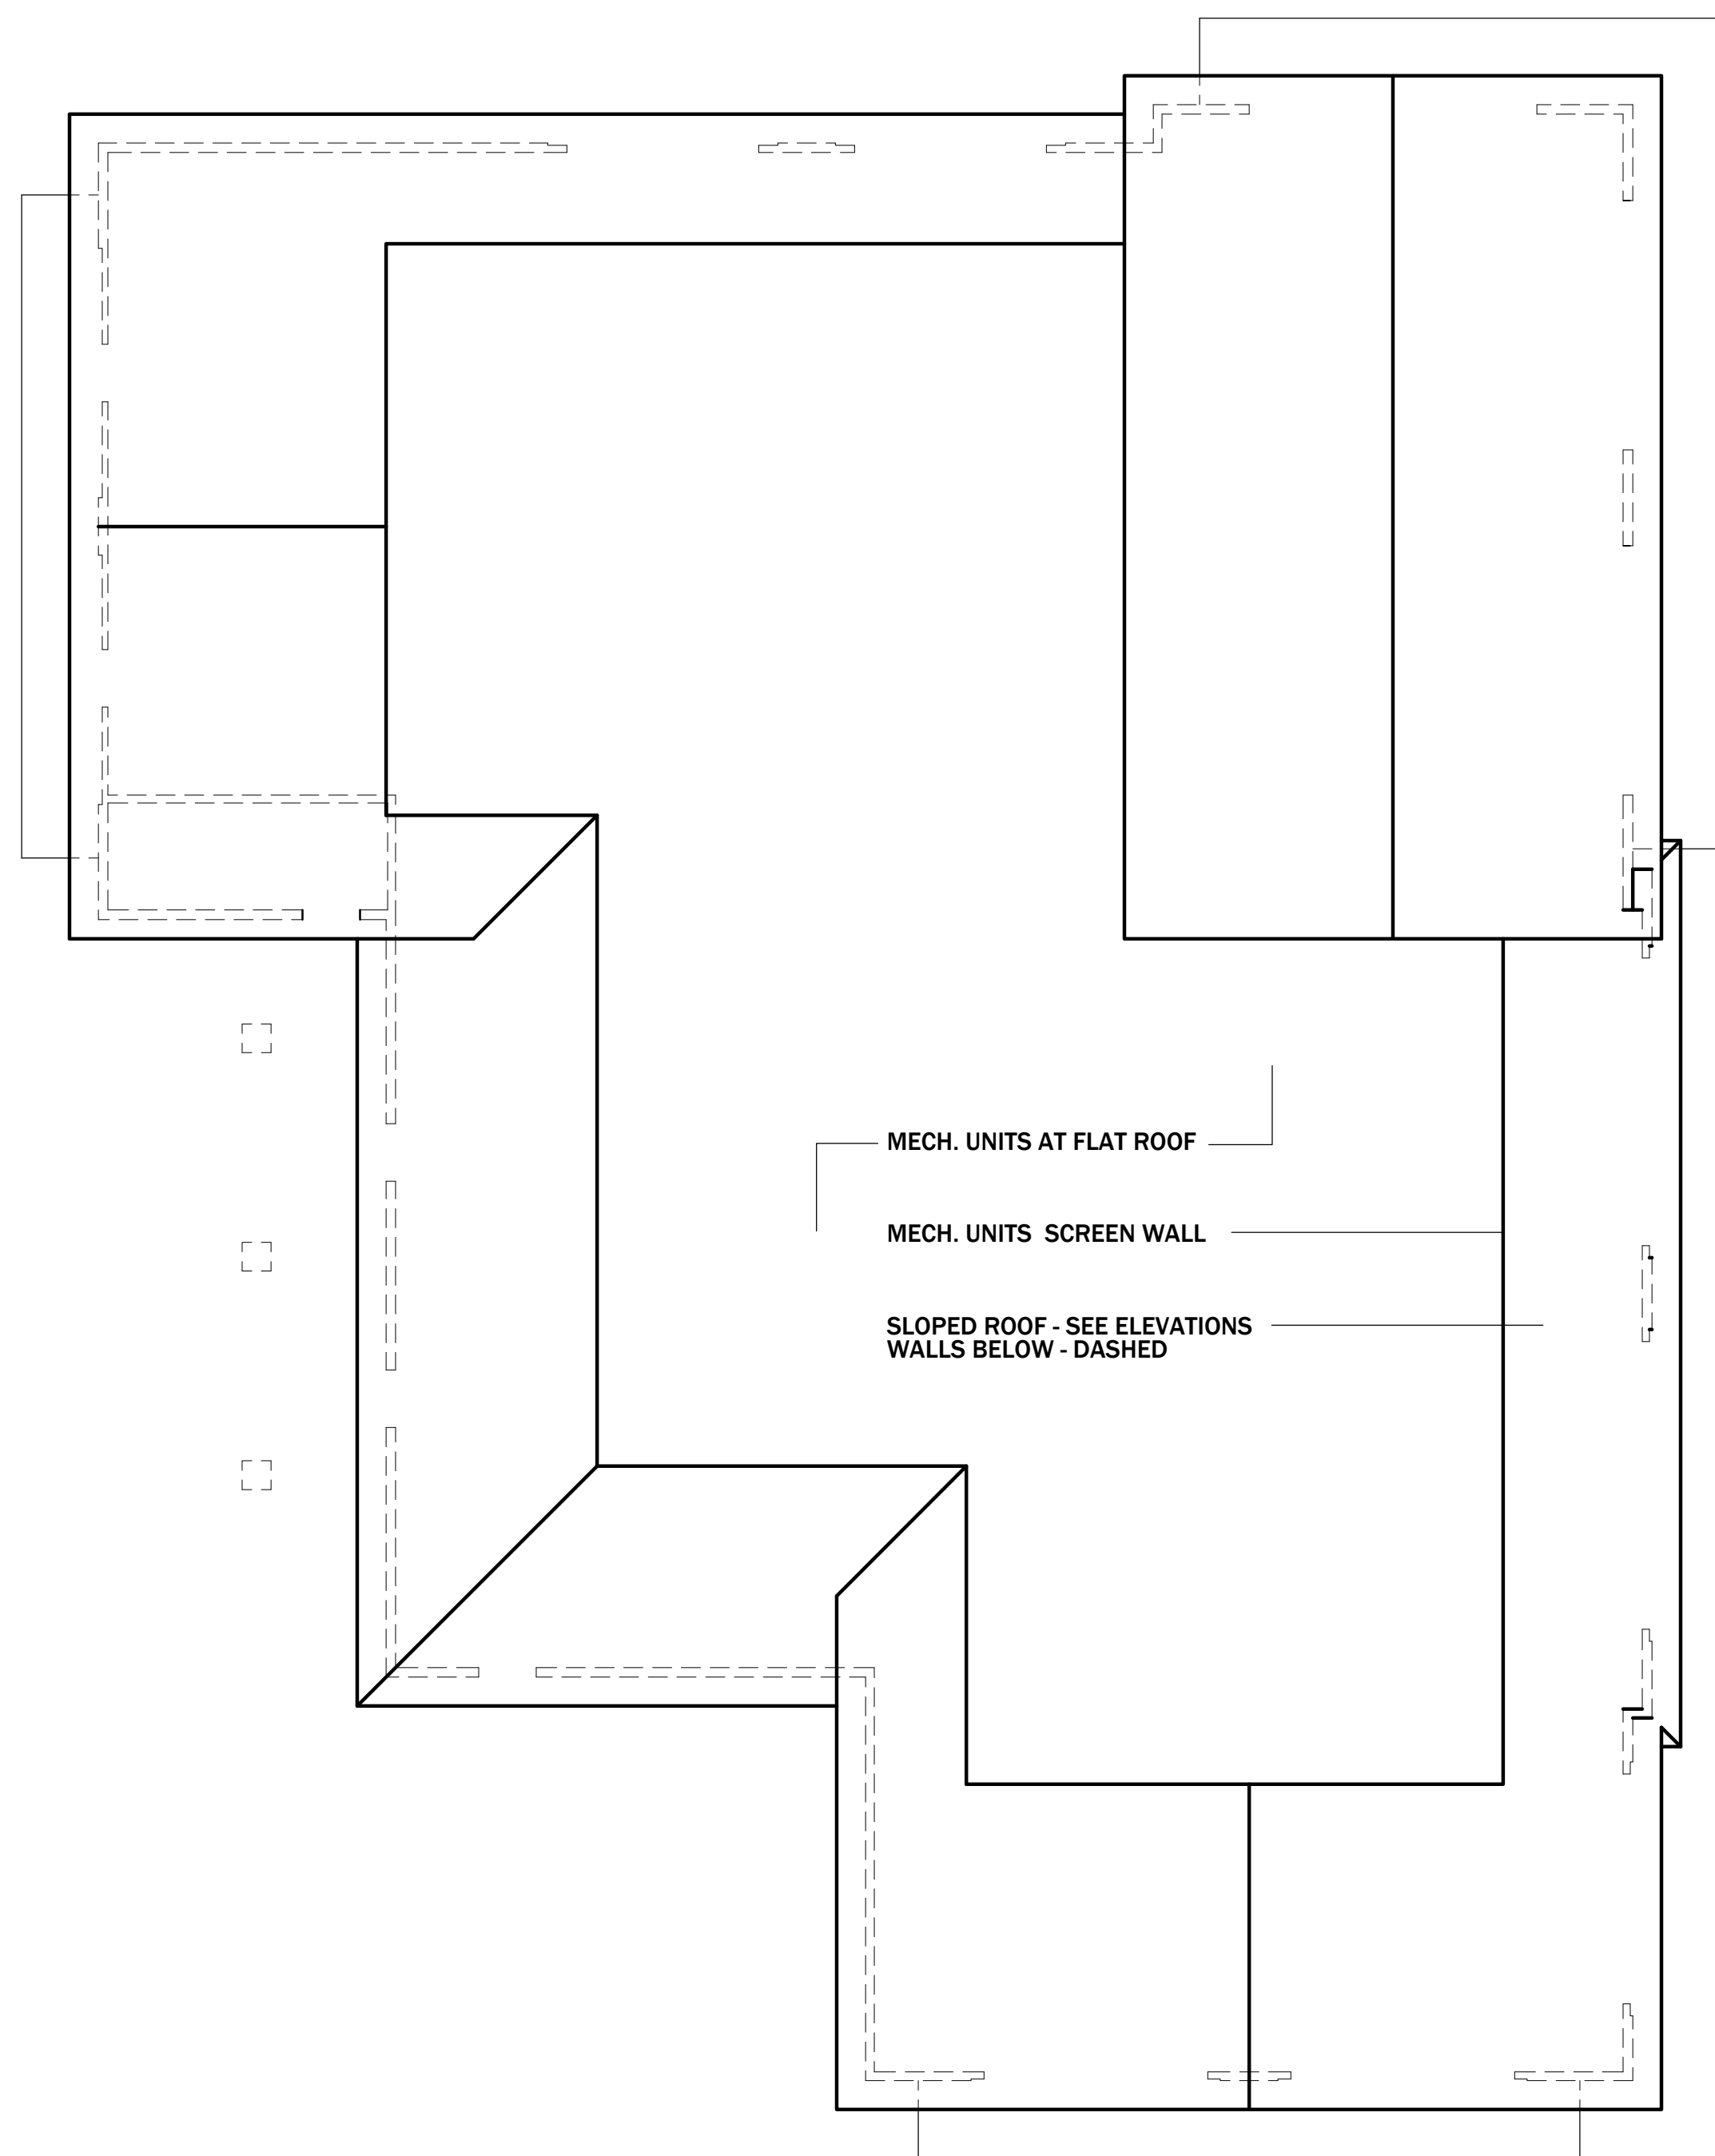 MECH. UNITS AT FLAT ROOF
MECH. UNITS SCREEN WALL
SLOPED ROOF - SEE ELEVATIONS
WALLS BELOW - DASHED